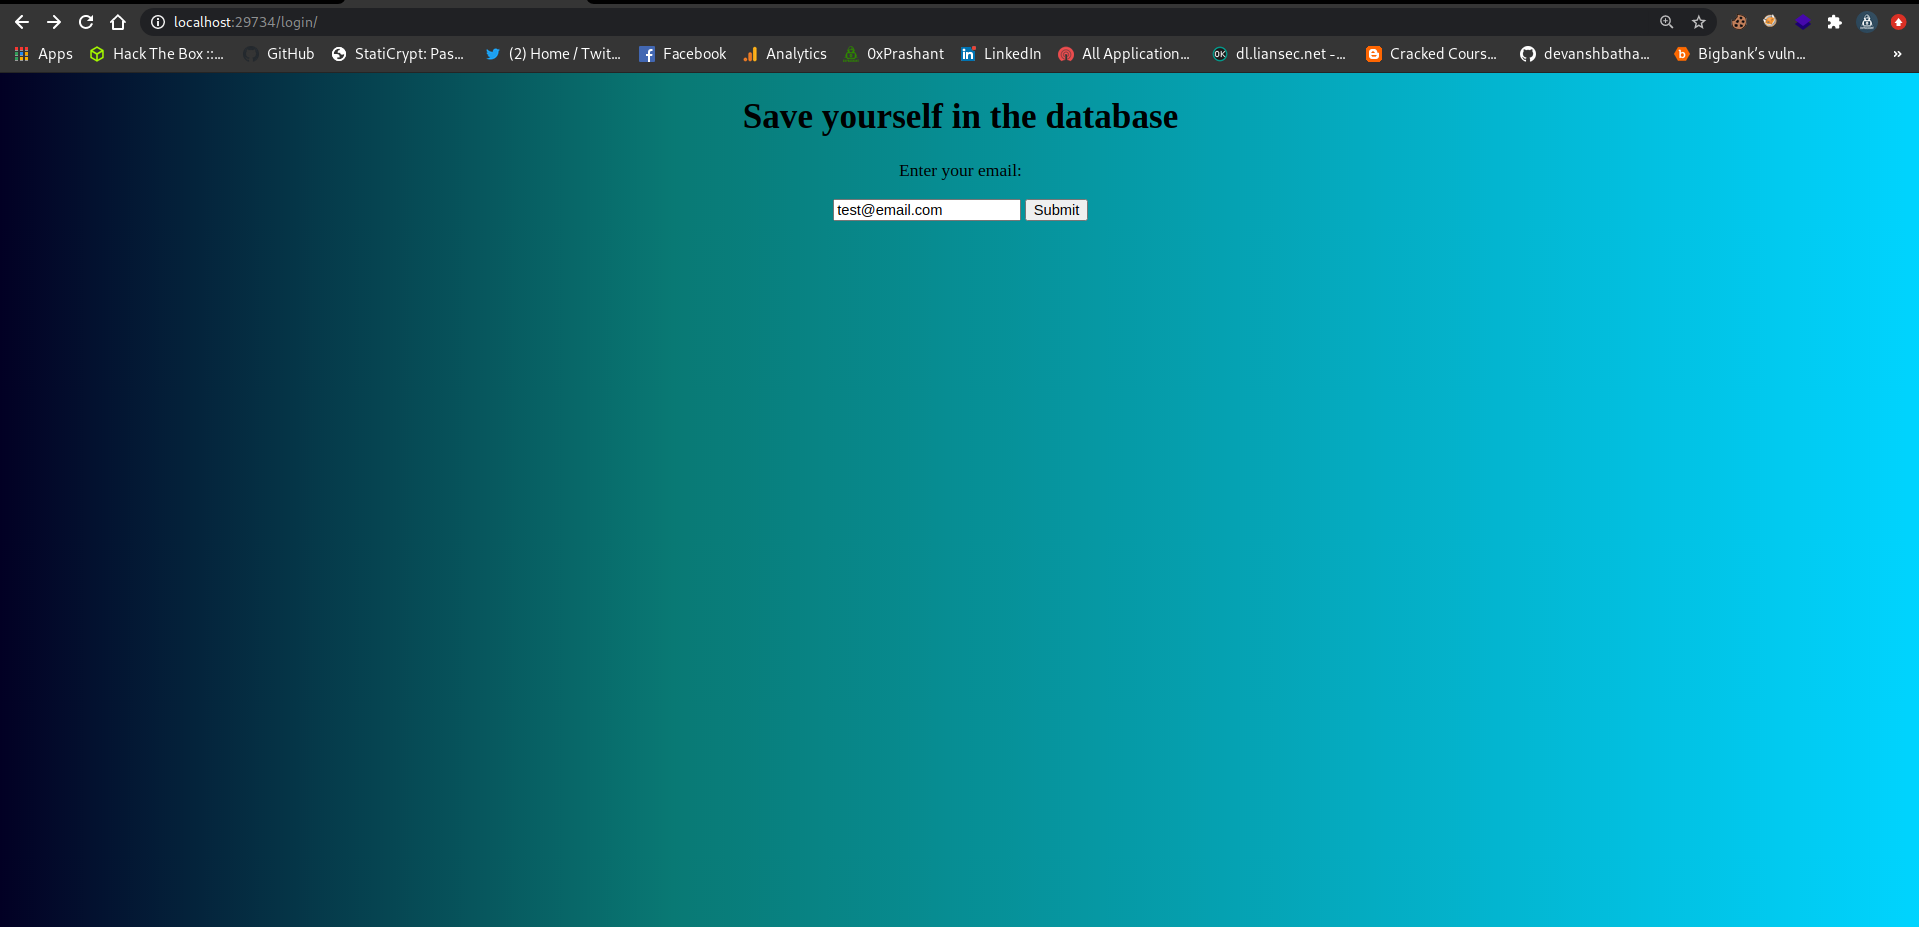 localhost:29734/login/
Apps Hack The Box ::... GitHub StatiCrypt: Pas... (2) Home / Twit... Facebook Analytics 0xPrashant LinkedIn All Application... dl.liansec.net -... Cracked Cours... devanshbatha... Bigbank’s vuln... »
Save yourself in the database
Enter your email:
test@email.com Submit